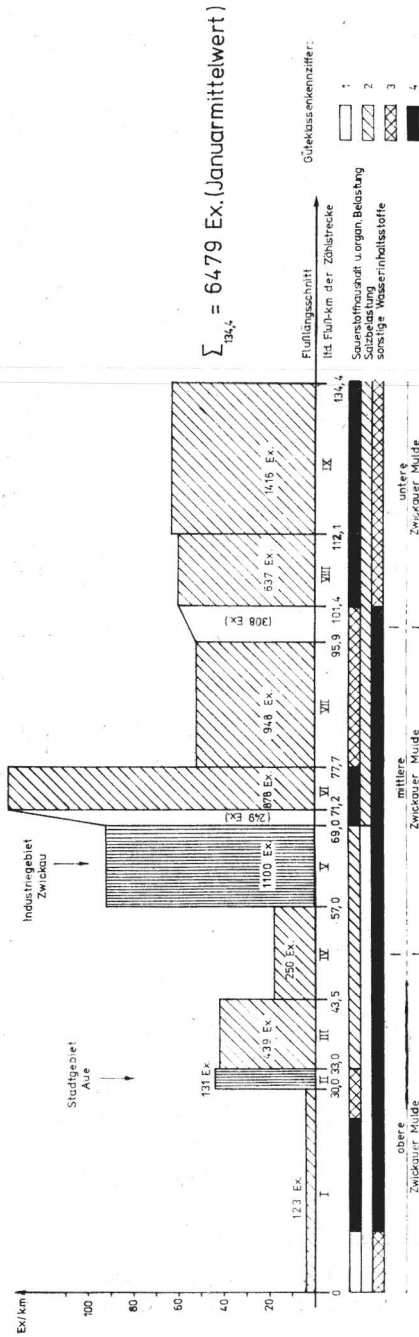 Ex/km
100
80
60
40
20
Stadtgebiet
Aue
Industriegebiet
Zwickau
123 Ex.
131 Ex
439 Ex.
250 Ex.
1100 Ex.
(249 Ex.)
878 Ex.
948 Ex.
(308 Ex.)
637 Ex.
1416 Ex.
Σ134,4 = 6479 Ex. (Januarmittelwert)
I
II
III
IV
V
VI
VII
VIII
IX
Flußlängsschnitt
0
30,0
33,0
43,5
57,0
69,0
71,2
77,7
95,9
101,4
112,1
134,4
lfd. Fluß-km der Zählstrecke
Sauerstoffhaushalt u. organ. Belastung
Salzbelastung
sonstige Wasserinhaltsstoffe
Güteklassenkennziffer:
1
2
3
4
obere
Zwickauer Mulde
mittlere
Zwickauer Mulde
untere
Zwickauer Mulde